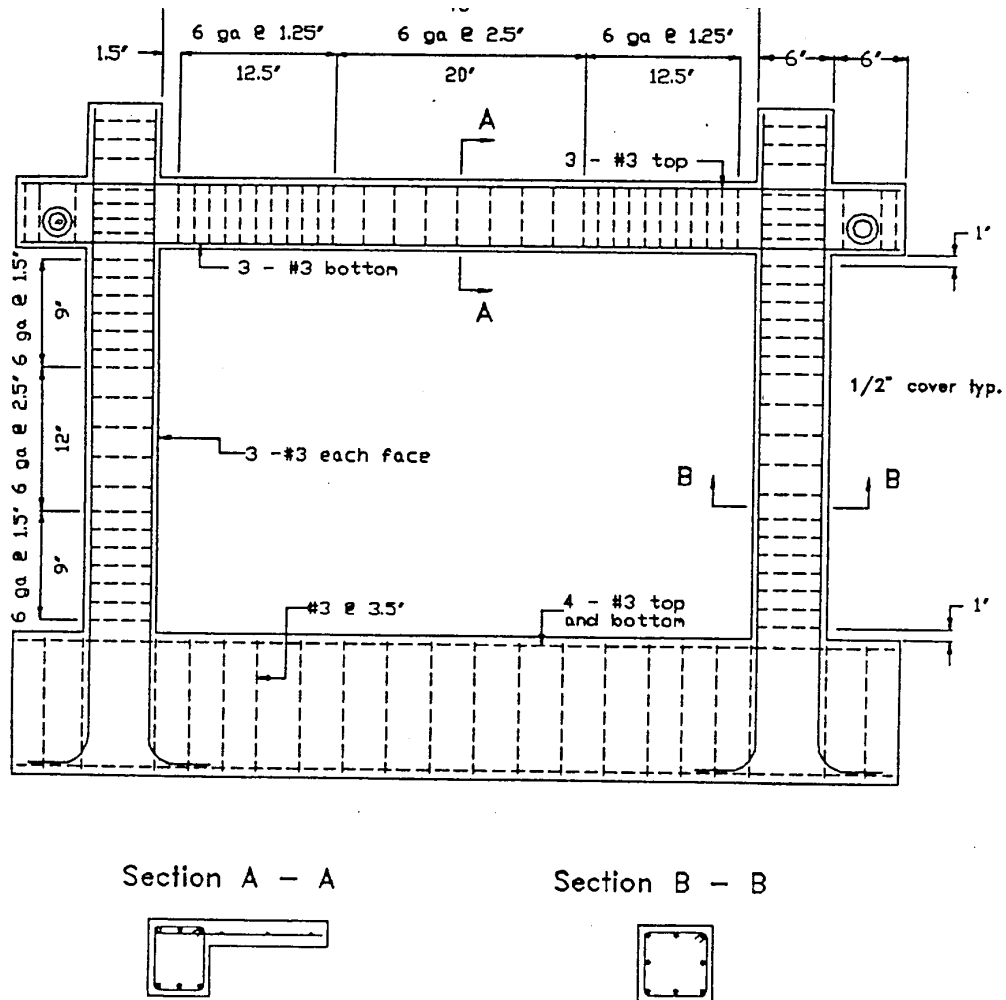 6 ga @ 1.25" 6 ga @ 2.5" 6 ga @ 1.25"
1.5" 12.5" 20" 12.5" 6" 6"
A
3 - #3 top
3 - #3 bottom
A
1"
6 ga @ 1.5" 6 ga @ 2.5" 6 ga @ 1.5"
9" 12" 9"
1/2" cover typ.
3 -#3 each face
B B
#3 @ 3.5"
4 - #3 top
and bottom
1"
Section A - A
Section B - B